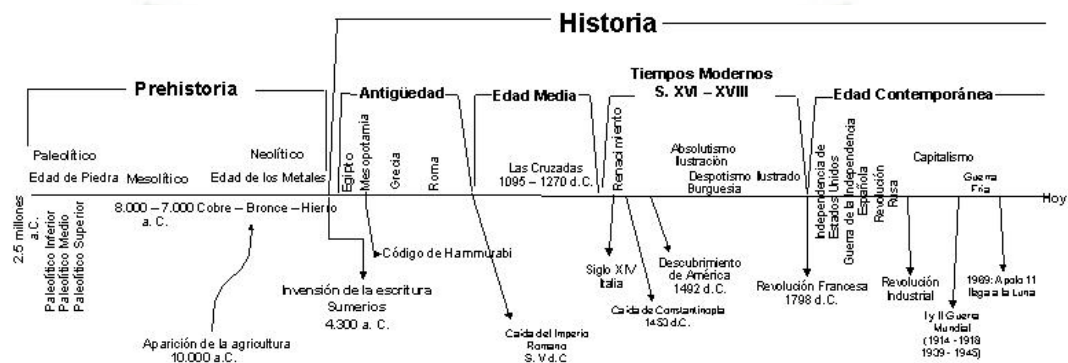 Historia
Prehistoria
Antigüedad
Edad Media
Tiempos Modernos
S. XVI – XVIII
Edad Contemporánea
Paleolítico
Edad de Piedra
Mesolítico
Neolítico
Edad de los Metales
Egipto
Mesopotamia
Grecia
Roma
Las Cruzadas
1095 – 1270 d.C.
Renacimiento
Absolutismo
Ilustración
Despotismo Ilustrado
Burguesia
Independencia de
Estados Unidos
Guerra de la Independencia
Española
Revolución
Rusa
Capitalismo
Guerra
Fria
Hoy
2.5 millones
a.C.
Paleolítico Inferior
Paleolítico Medio
Paleolítico Superior
8.000 – 7.000
a.C.
Cobre – Bronce – Hierro
Código de Hammurabi
Invensión de la escritura
Sumerios
4.300 a. C.
Aparición de la agricultura
10.000 a.C.
Caida del Imperio
Romano
S. V d.C
Siglo XIV
Italia
Caida de Constantinopla
1453 d.C.
Descubrimiento
de América
1492 d.C.
Revolución Francesa
1798 d.C.
Revolución
Industrial
I y II Guerra
Mundial
(1914 - 1918
1939 - 1945)
1969: Apolo 11
llega a la Luna